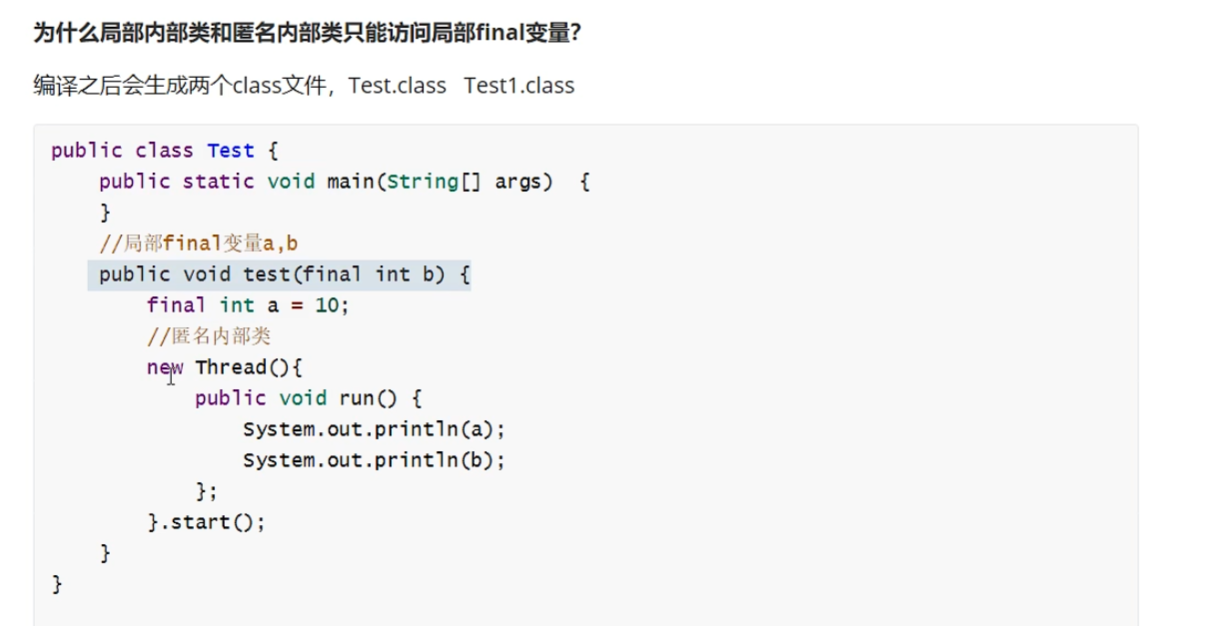 为什么局部内部类和匿名内部类只能访问局部final变量?
编译之后会生成两个class文件，Test.class   Test1.class
public class Test {
    public static void main(String[] args)  {
    }
    //局部final变量a,b
    public void test(final int b) {
        final int a = 10;
        //匿名内部类
        new Thread(){
            public void run() {
                System.out.println(a);
                System.out.println(b);
            };
        }.start();
    }
}